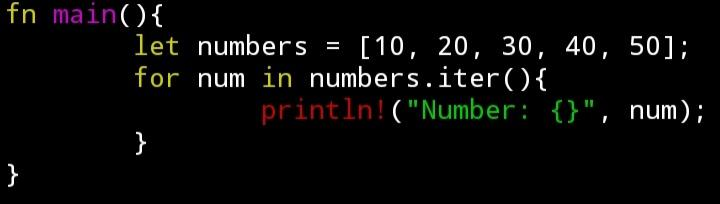 fn main(){
        let numbers = [10, 20, 30, 40, 50];
        for num in numbers.iter(){
                println!("Number: {}", num);
        }
}